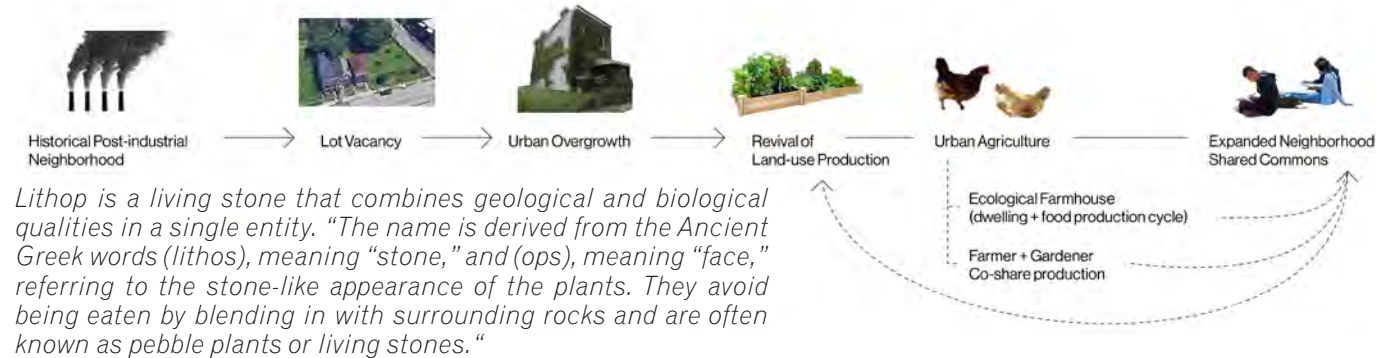 Historical Post-industrial
Neighborhood
Lot Vacancy
Urban Overgrowth
Revival of
Land-use Production
Urban Agriculture
Expanded Neighborhood
Shared Commons
Ecological Farmhouse
(dwelling + food production cycle)
Farmer + Gardener
Co-share production
Lithop is a living stone that combines geological and biological
qualities in a single entity. “The name is derived from the Ancient
Greek words (lithos), meaning “stone,” and (ops), meaning “face,”
referring to the stone-like appearance of the plants. They avoid
being eaten by blending in with surrounding rocks and are often
known as pebble plants or living stones.“